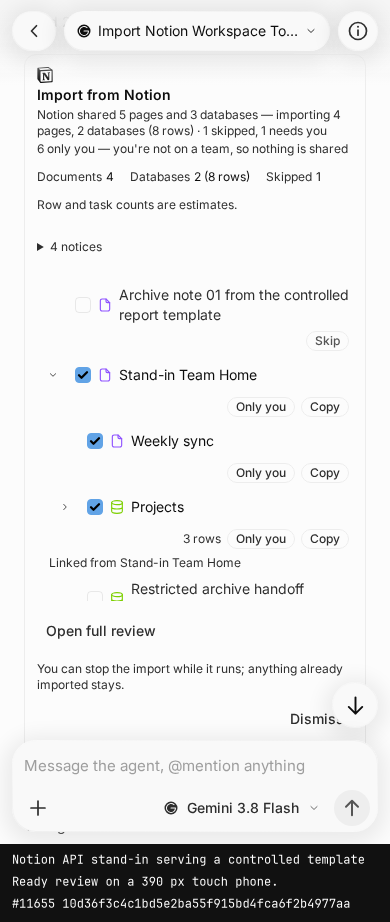 Import Notion Workspace To...
Import from Notion
Notion shared 5 pages and 3 databases — importing 4
pages, 2 databases (8 rows) · 1 skipped, 1 needs you
6 only you — you're not on a team, so nothing is shared
Documents 4 Databases 2 (8 rows) Skipped 1
Row and task counts are estimates.
4 notices
Archive note 01 from the controlled
report template
Skip
Stand-in Team Home
Only you Copy
Weekly sync
Only you Copy
Projects
3 rows Only you Copy
Linked from Stand-in Team Home
Restricted archive handoff
Open full review
You can stop the import while it runs; anything already
imported stays.
Message the agent, @mention anything
Gemini 3.8 Flash
Notion API stand-in serving a controlled template
Ready review on a 390 px touch phone.
#11655 10d36f3c4c1bd5e2ba55f915bd4fca6f2b4977aa